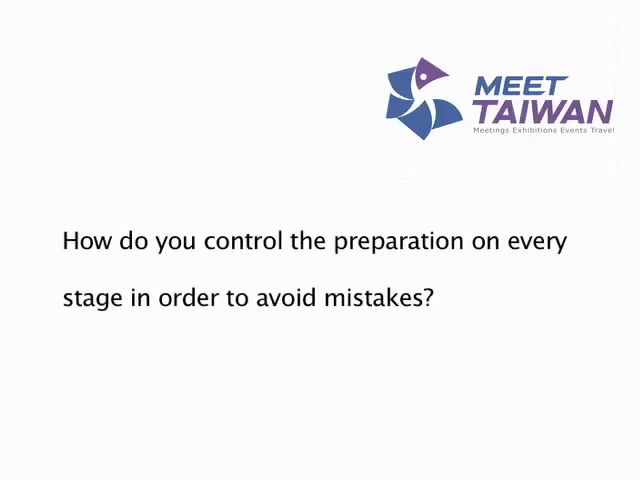 MEET
TAIWAN
Meetings Exhibitions Events Travel
How do you control the preparation on every
stage in order to avoid mistakes?